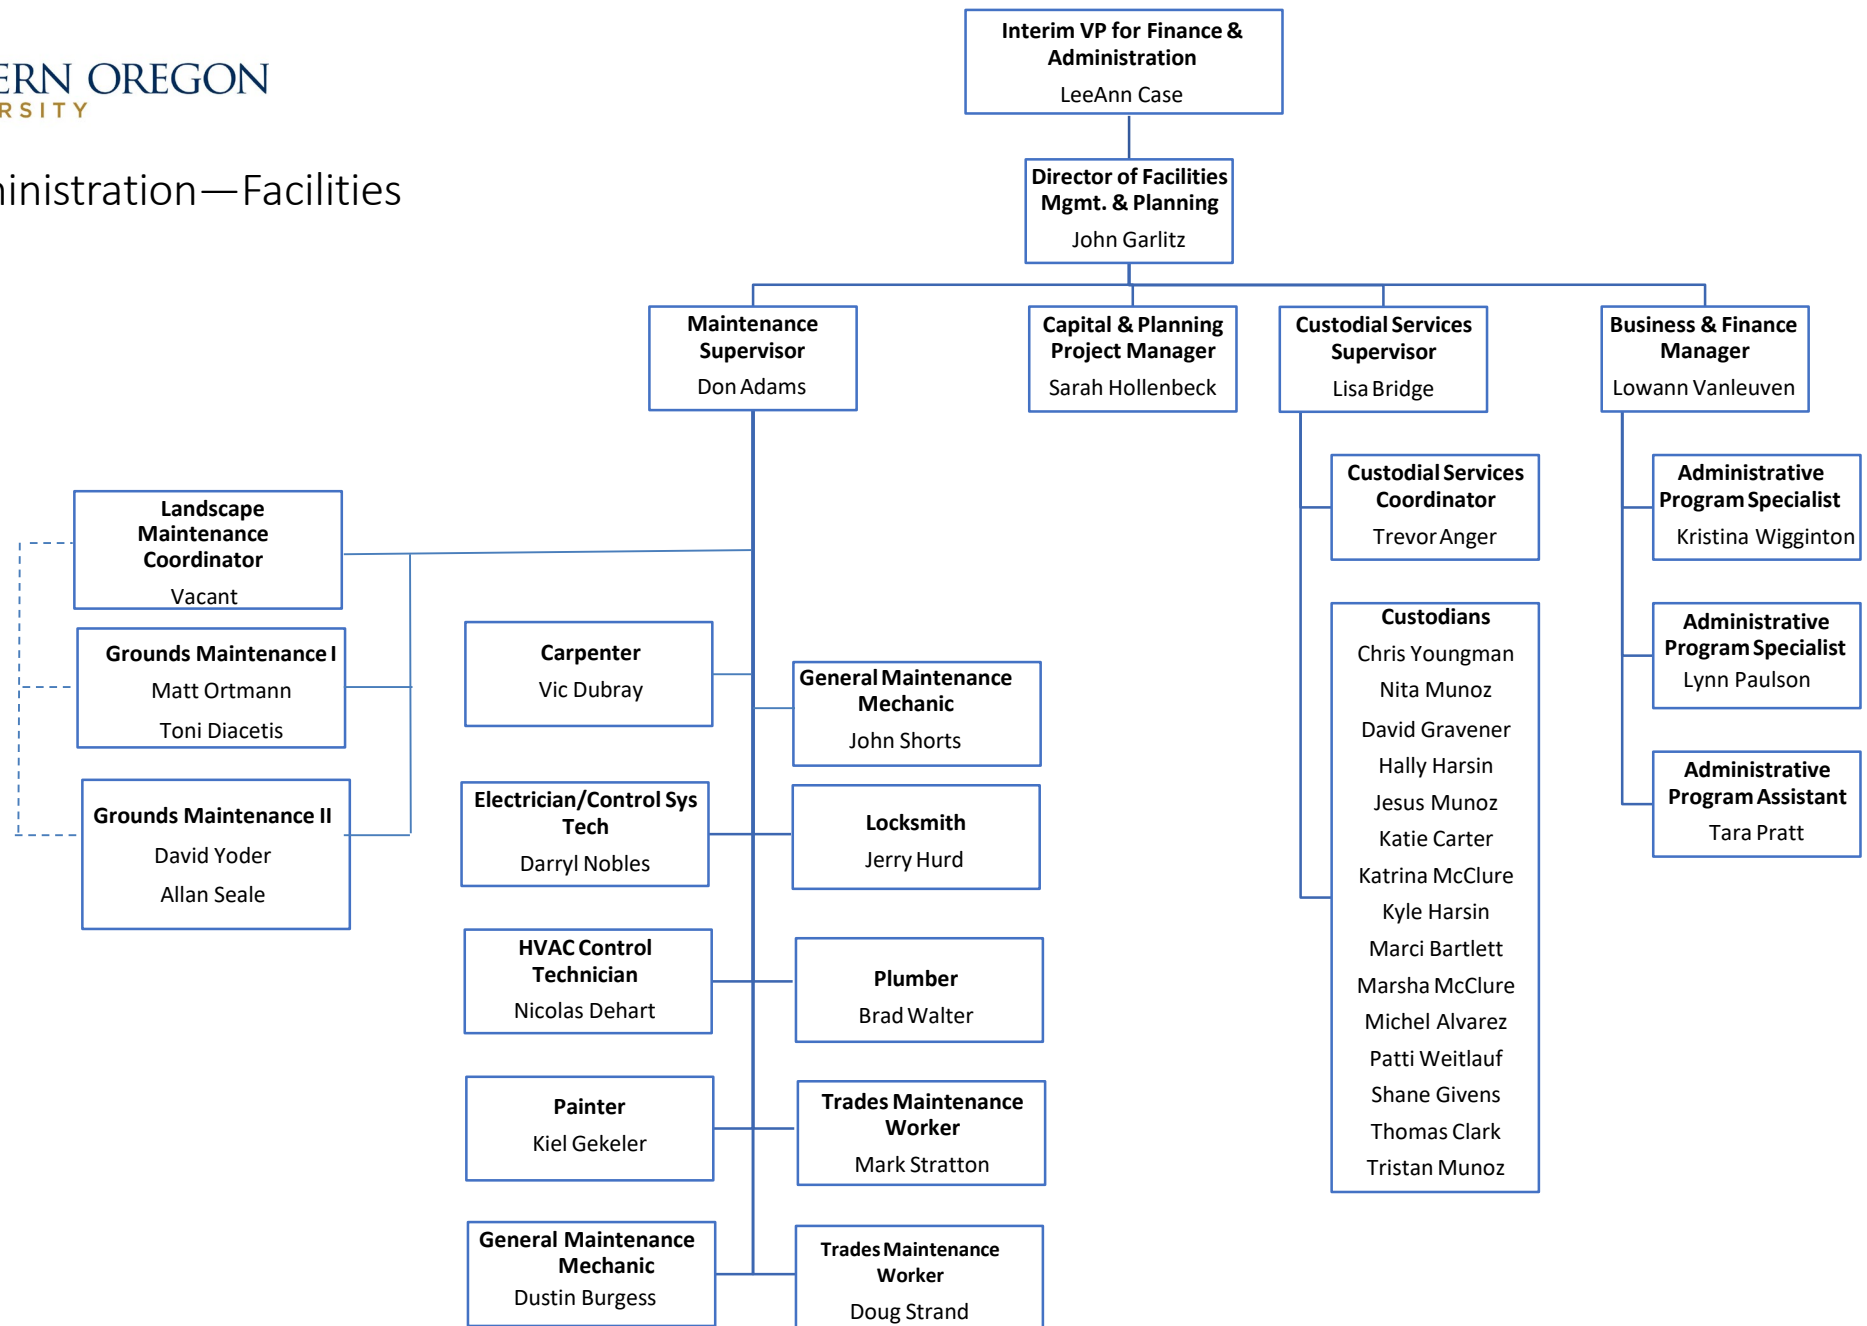 Interim VP for Finance &
Administration
LeeAnn Case
ERN OREGON
RSITY
ministration—Facilities
Director of Facilities
Mgmt. & Planning
John Garlitz
Maintenance
Supervisor
Don Adams
Capital & Planning
Project Manager
Sarah Hollenbeck
Custodial Services
Supervisor
Lisa Bridge
Business & Finance
Manager
Lowann Vanleuven
Landscape
Maintenance
Coordinator
Vacant
Grounds Maintenance I
Matt Ortmann
Toni Diacetis
Grounds Maintenance II
David Yoder
Allan Seale
Carpenter
Vic Dubray
General Maintenance
Mechanic
John Shorts
Electrician/Control Sys
Tech
Darryl Nobles
Locksmith
Jerry Hurd
HVAC Control
Technician
Nicolas Dehart
Plumber
Brad Walter
Painter
Kiel Gekeler
Trades Maintenance
Worker
Mark Stratton
General Maintenance
Mechanic
Dustin Burgess
Trades Maintenance
Worker
Doug Strand
Custodial Services
Coordinator
Trevor Anger
Custodians
Chris Youngman
Nita Munoz
David Gravener
Hally Harsin
Jesus Munoz
Katie Carter
Katrina McClure
Kyle Harsin
Marci Bartlett
Marsha McClure
Michel Alvarez
Patti Weitlauf
Shane Givens
Thomas Clark
Tristan Munoz
Administrative
Program Specialist
Kristina Wigginton
Administrative
Program Specialist
Lynn Paulson
Administrative
Program Assistant
Tara Pratt